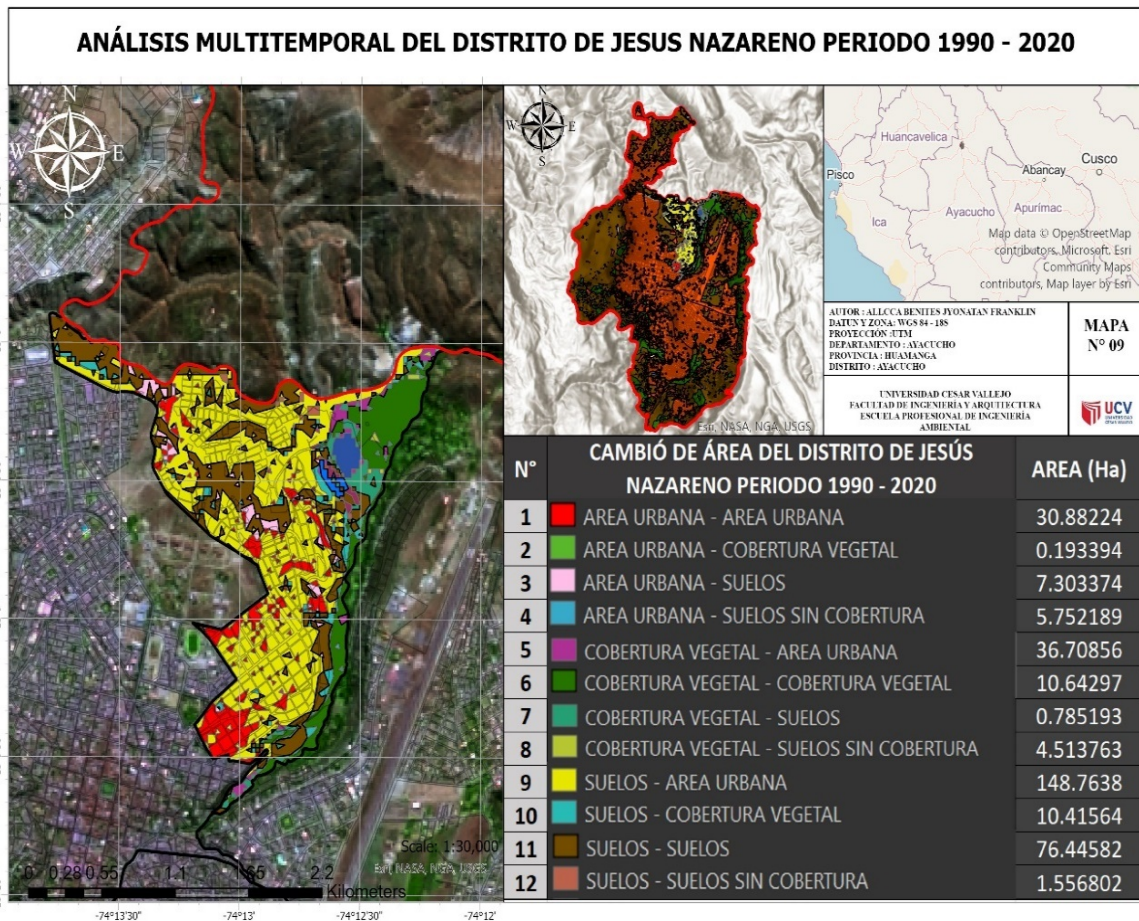 ANÁLISIS MULTITEMPORAL DEL DISTRITO DE JESUS NAZARENO PERIODO 1990 - 2020
N
W E
S
Scale: 1:30,000
Esri, NASA, NGA, USGS
0 0.28 0.55 1.1 1.65 2.2
Kilometers
-74°13'30" -74°13' -74°12'30" -74°12'
N
W E
S
Esri, NASA, NGA, USGS
Huancavelica
Pisco
Abancay
Cusco
Ica
Ayacucho
Apurímac
Map data © OpenStreetMap
contributors, Microsoft, Esri
Community Maps
contributors, Map layer by Esri
AUTOR : ALLCCA BENITES JYONATAN FRANKLIN
DATUN Y ZONA: WGS 84 - 18S
PROYECCIÓN :UTM
DEPARTAMENTO : AYACUCHO
PROVINCIA : HUAMANGA
DISTRITO : AYACUCHO
MAPA
N° 09
UNIVERSIDAD CESAR VALLEJO
FACULTAD DE INGENIERÍA Y ARQUITECTURA
ESCUELA PROFESIONAL DE INGENIERÍA
AMBIENTAL
UCV
N° CAMBIÓ DE ÁREA DEL DISTRITO DE JESÚS NAZARENO PERIODO 1990 - 2020 AREA (Ha)
1 AREA URBANA - AREA URBANA 30.88224
2 AREA URBANA - COBERTURA VEGETAL 0.193394
3 AREA URBANA - SUELOS 7.303374
4 AREA URBANA - SUELOS SIN COBERTURA 5.752189
5 COBERTURA VEGETAL - AREA URBANA 36.70856
6 COBERTURA VEGETAL - COBERTURA VEGETAL 10.64297
7 COBERTURA VEGETAL - SUELOS 0.785193
8 COBERTURA VEGETAL - SUELOS SIN COBERTURA 4.513763
9 SUELOS - AREA URBANA 148.7638
10 SUELOS - COBERTURA VEGETAL 10.41564
11 SUELOS - SUELOS 76.44582
12 SUELOS - SUELOS SIN COBERTURA 1.556802